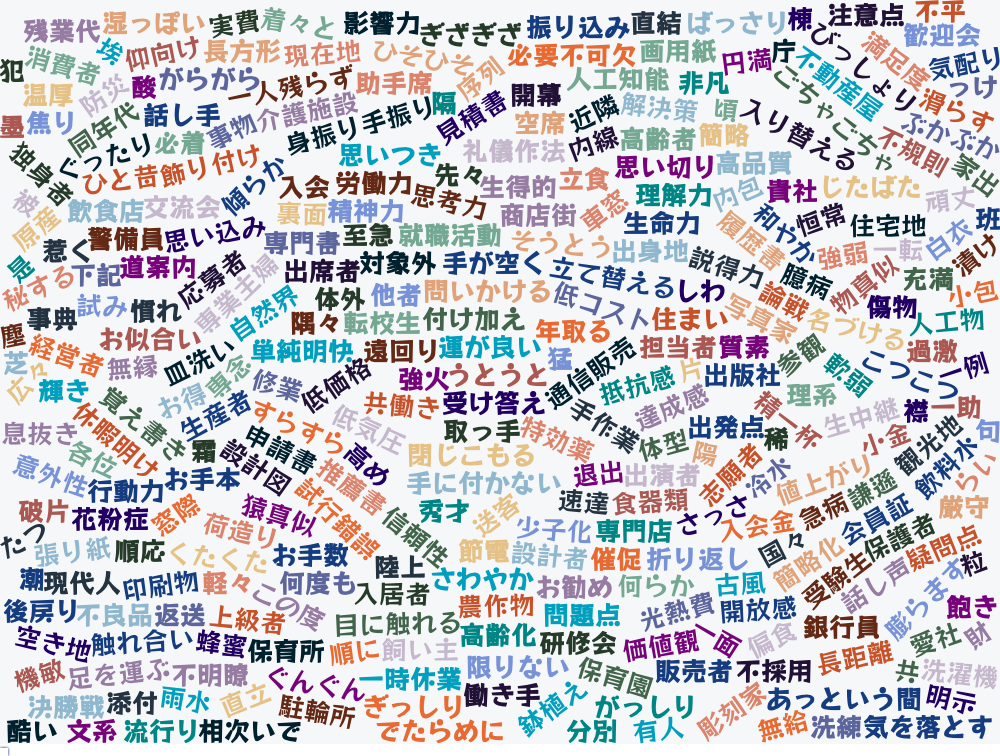 残業代
湿っぽい
実費
着々と
影響力
ぎざぎざ
振り込み
直結
ばっさり
棟
注意点
不平
歓迎会
犯
消費者
埃
仰向け
長方形
現在地
ひそひそ
序列
必要不可欠
画用紙
円満
庁
びっしょり
満足度
気配り
温厚
防災
酸
がらがら
一人残らず
助手席
隔
見積書
開幕
人工知能
非凡
不動産屋
滑らす
っけ
墨
焦り
同年代
話し手
事物
介護施設
身振り手振り
空席
近隣
解決策
頃
入り替える
ごちゃごちゃ
ぶかぶか
独身者
ぐったり
必着
思いつき
礼儀作法
内線
高齢者
簡略
不規則
家出
ひと苦
飾り付け
傾らか
入会
労働力
思考力
先々
生得的
立食
思い切り
高品質
原産
飲食店
交流会
裏面
精神力
商店街
車窓
理解力
内包
貴社
じたばた
頑丈
惹く
警備員
思い込み
専門書
至急
就職活動
そうとう
出身地
生命力
履歴書
和やか
恒常
住宅地
白衣
班
秘する
下記
道案内
応募者
専業主婦
出席者
対象外
手が空く
立て替える
しわ
説得力
臆病
強弱
一転
充満
漬け
塵
事典
試み
慣れ
自然界
体外
他者
問いかける
低コスト
写真家
論戦
物真似
傷物
小包
芝
経営者
お似合い
隅々
転校生
付け加え
年取る
住まい
名づける
人工物
広々
輝き
無縁
皿洗い
単純明快
遠回り
運が良い
猛
通信販売
担当者
質素
参観
軟弱
こつこつ
過激
一例
お得
専念
修業
低価格
強火
うとうと
抵抗感
片
出版社
理系
襟
一助
息抜き
休暇明け
覚え書き
生産者
すらすら
低気圧
共働き
受け答え
手作業
達成感
出発点
生中継
小金
観光地
句
各位
霜
申請書
高め
取っ手
特効薬
体型
陽
稀
意外性
行動力
お手本
設計図
推薦書
閉じこもる
手に付かない
退出
出演者
志願者
冷水
値上がり
謙遜
飲料水
らい
破片
花粉症
窓際
猿真似
試行錯誤
信頼性
秀才
送客
速達
食器類
さっさ
入会金
急病
会員証
厳守
たつ
張り紙
順応
荷造り
くたくた
お手数
陸上
節電
少子化
設計者
専門店
催促
折り返し
国々
簡略化
受験生
保護者
疑問点
潮
現代人
印刷物
軽々
この度
何度も
入居者
さわやか
お勧め
何らか
古風
話し声
膨らます
粒
後戻り
不良品
返送
上級者
目に触れる
農作物
問題点
光熱費
開放感
銀行員
飽き
空き地
触れ合い
蜂蜜
保育所
順に
飼い主
高齢化
研修会
価値観
一面
偏食
愛社
財
機敏
足を運ぶ
不明瞭
ぐんぐん
一時休業
限りない
保育園
販売者
不採用
長距離
共
洗濯機
決勝戦
添付
雨水
直立
駐輪所
ぎっしり
働き手
鉢植え
がっしり
彫刻家
あっという間
明示
酷い
文系
流行り
相次いで
でたらめに
分別
有人
無給
洗練
気を落とす